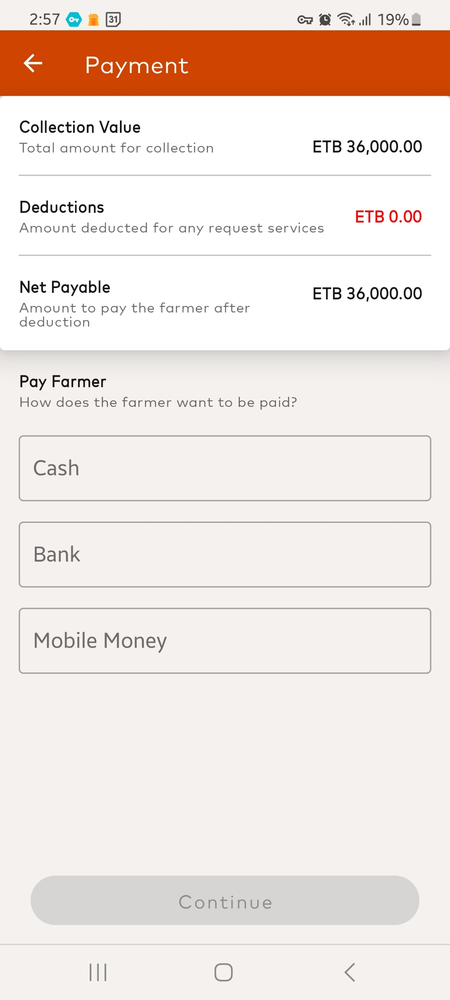 2:57 31 19%
Payment
Collection Value
Total amount for collection
ETB 36,000.00
Deductions
Amount deducted for any request services
ETB 0.00
Net Payable
Amount to pay the farmer after
deduction
ETB 36,000.00
Pay Farmer
How does the farmer want to be paid?
Cash
Bank
Mobile Money
Continue